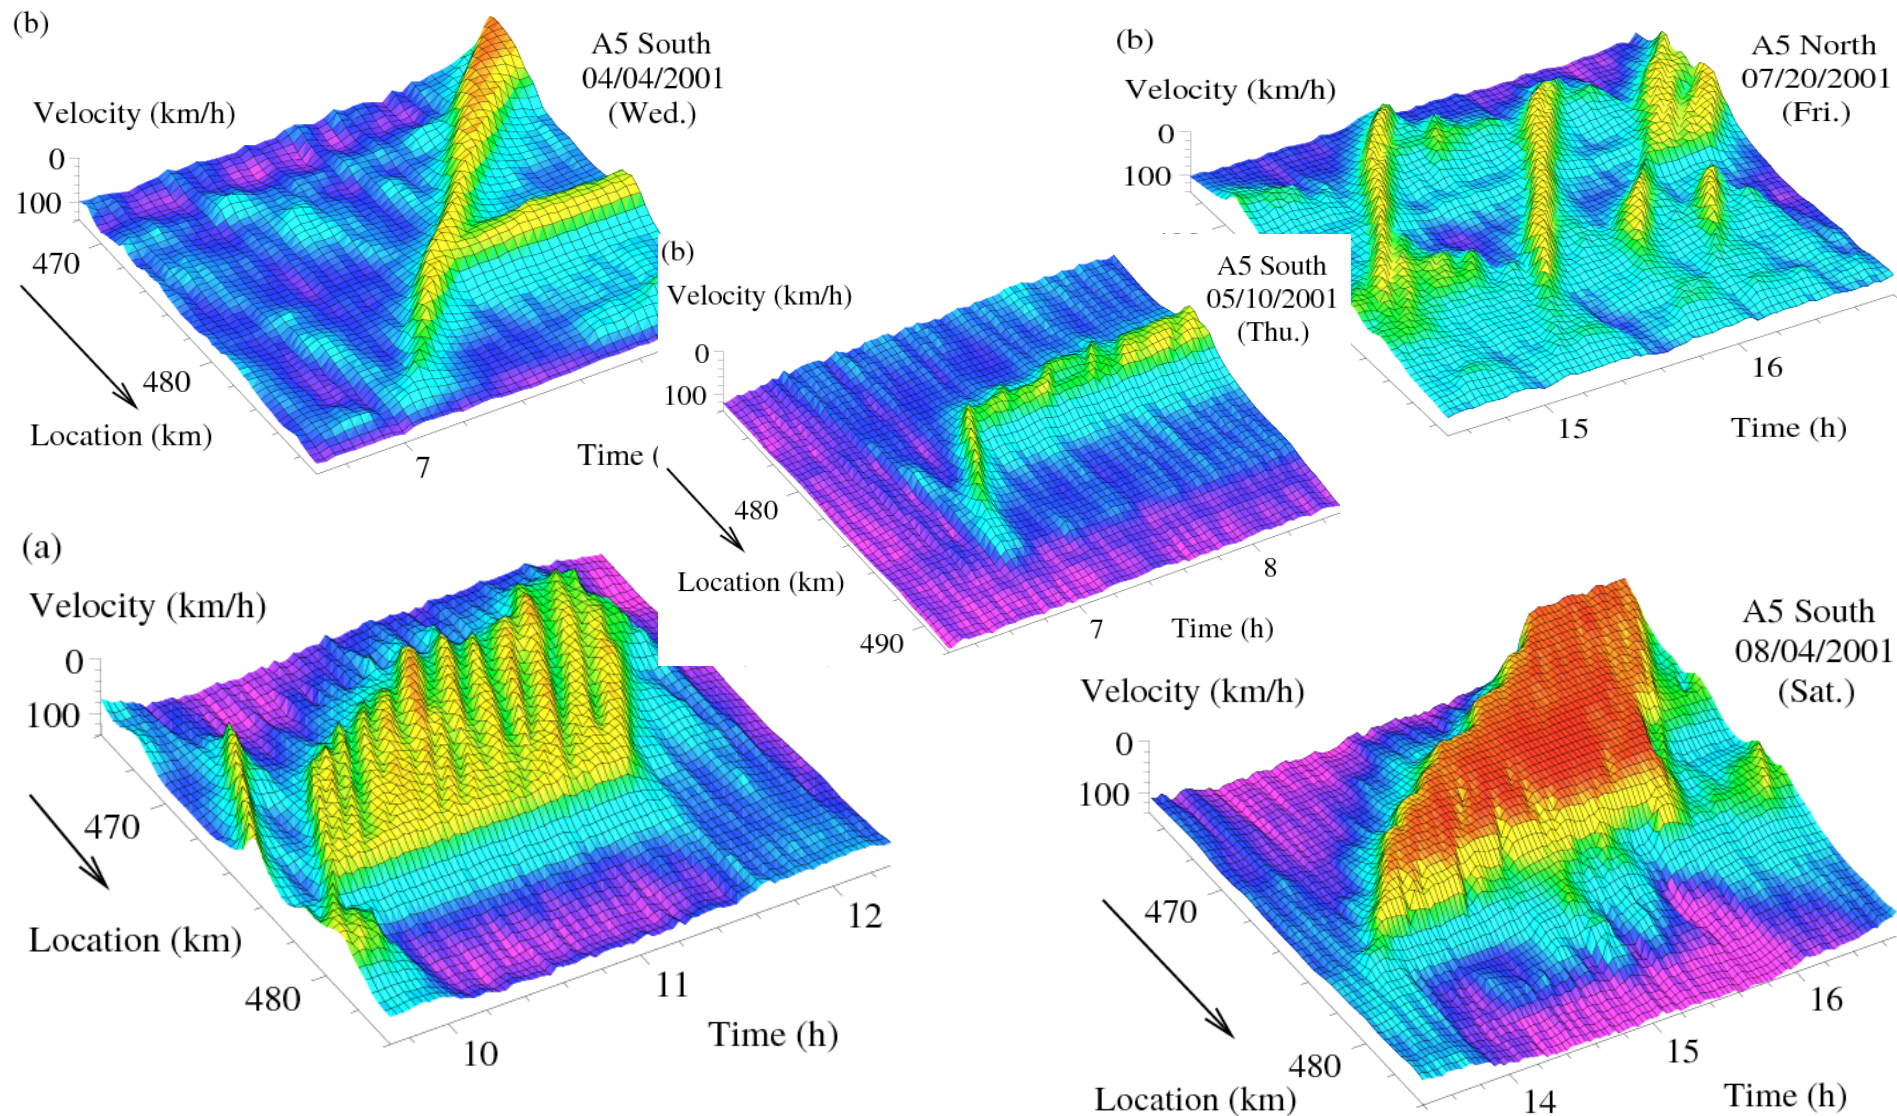 (b)
A5 South
04/04/2001
(Wed.)
Velocity (km/h)
0
100
470
480
Location (km)
7
Time (
(b)
A5 North
07/20/2001
(Fri.)
Velocity (km/h)
0
100
15
16
Time (h)
(b)
A5 South
05/10/2001
(Thu.)
Velocity (km/h)
0
100
480
490
Location (km)
7
8
Time (h)
(a)
Velocity (km/h)
0
100
470
480
Location (km)
10
11
12
Time (h)
A5 South
08/04/2001
(Sat.)
Velocity (km/h)
0
100
470
480
Location (km)
14
15
16
Time (h)